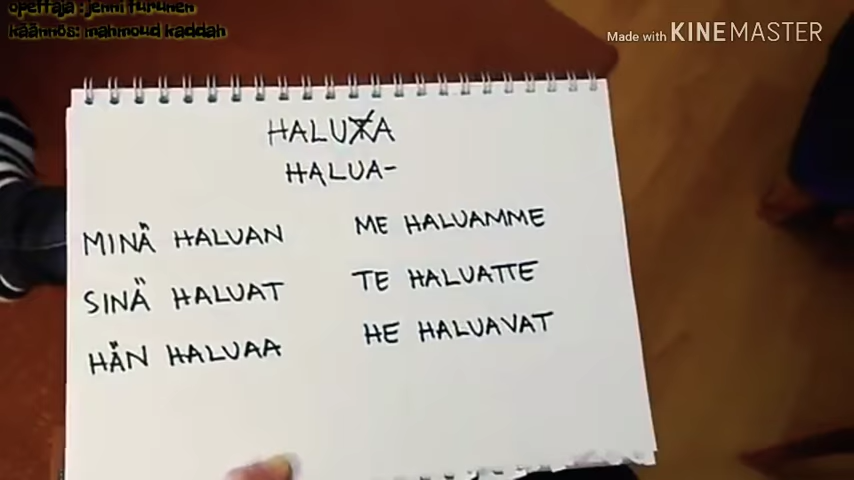 opettaja : jenni turunen
käännös: mahmoud kaddah
Made with KINEMASTER
HALUTA
HALUA-
MINÄ HALUAN
SINÄ HALUAT
HÄN HALUAA
ME HALUAMME
TE HALUATTE
HE HALUAVAT